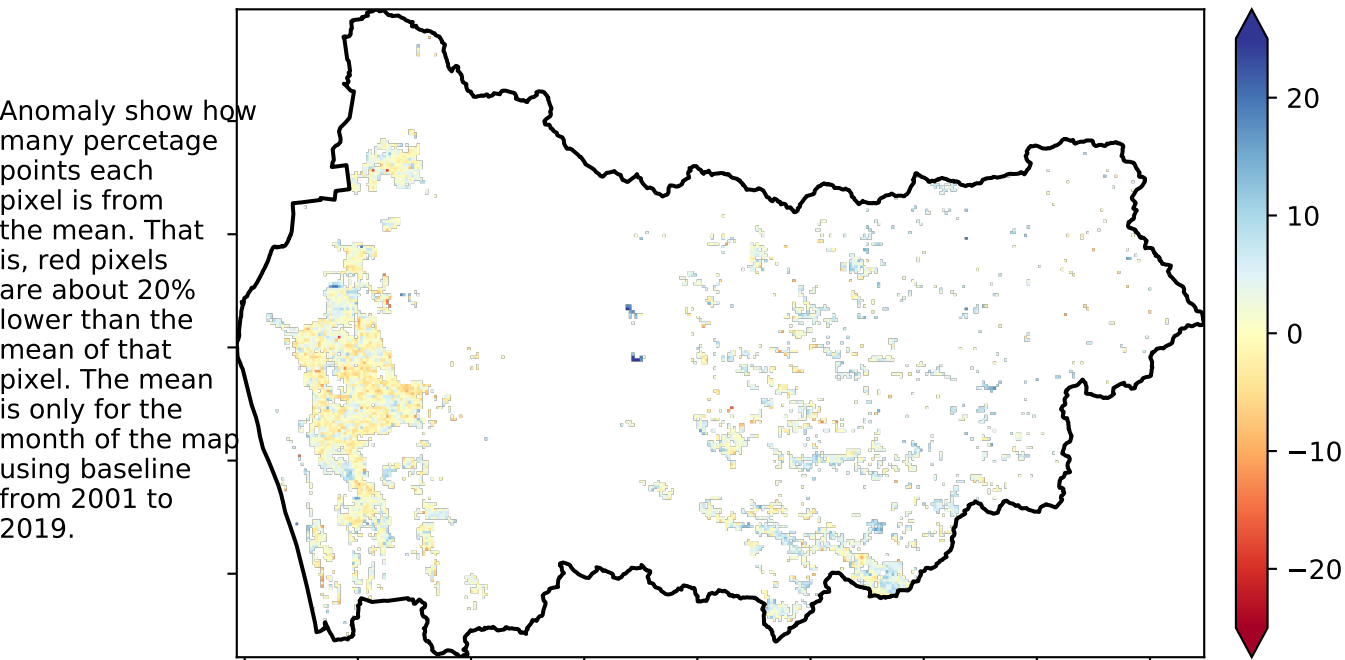 Anomaly show how
many percetage
points each
pixel is from
the mean. That
is, red pixels
are about 20%
lower than the
mean of that
pixel. The mean
is only for the
month of the map
using baseline
from 2001 to
2019.
20
10
0
−10
−20